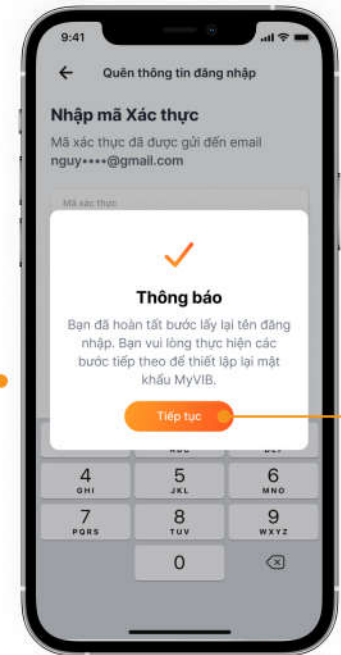 9:41
Quên thông tin đăng nhập
Nhập mã Xác thực
Mã xác thực đã được gửi đến email
nguy••••@gmail.com
Mã xác thực
Thông báo
Bạn đã hoàn tất bước lấy lại tên đăng
nhập. Bạn vui lòng thực hiện các
bước tiếp theo để thiết lập lại mật
khẩu MyVIB.
Tiếp tục
4 5 6
GHI JKL MNO
7 8 9
PQRS TUV WXYZ
0